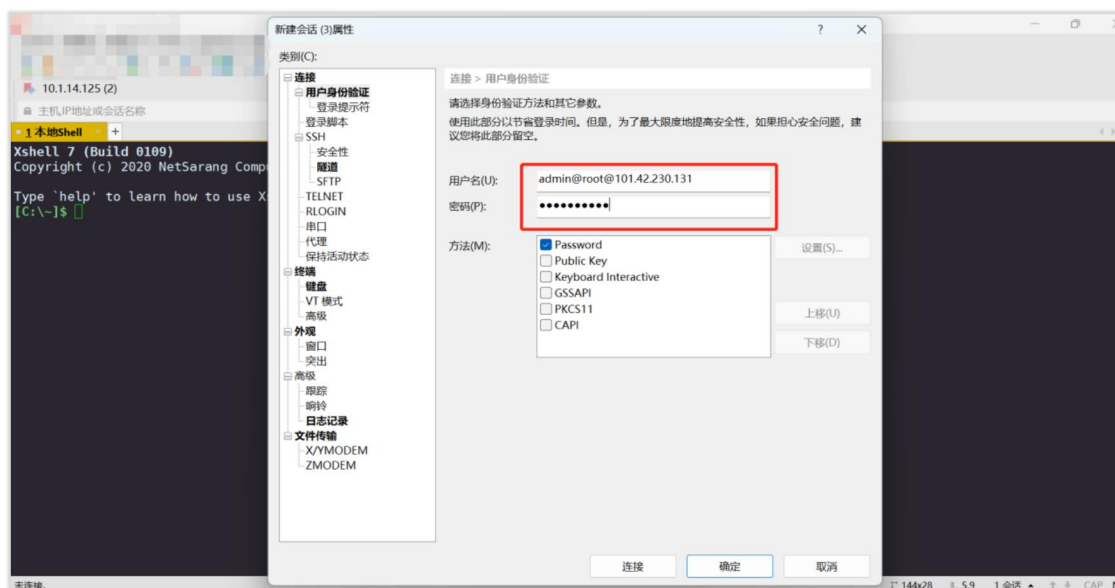 新建会话 (3)属性
类别(C):
10.1.14.125 (2)
主机,IP地址或会话名称
1 本地Shell
+
Xshell 7 (Build 0109)
Copyright (c) 2020 NetSarang Comp
Type `help' to learn how to use X
[C:\~]$
连接
用户身份验证
登录提示符
登录脚本
SSH
安全性
隧道
SFTP
TELNET
RLOGIN
串口
代理
保持活动状态
终端
键盘
VT 模式
高级
外观
窗口
突出
高级
跟踪
响铃
日志记录
文件传输
X/YMODEM
ZMODEM
连接 > 用户身份验证
请选择身份验证方法和其它参数。
使用此部分以节省登录时间。但是，为了最大限度地提高安全性，如果担心安全问题，建
议您将此部分留空。
用户名(U): admin@root@101.42.230.131
密码(P): ●●●●●●●●●●
方法(M):
Password
Public Key
Keyboard Interactive
GSSAPI
PKCS11
CAPI
设置(S)...
上移(U)
下移(D)
连接 确定 取消
未连接。
144x28 5,9 1 会话 CAP